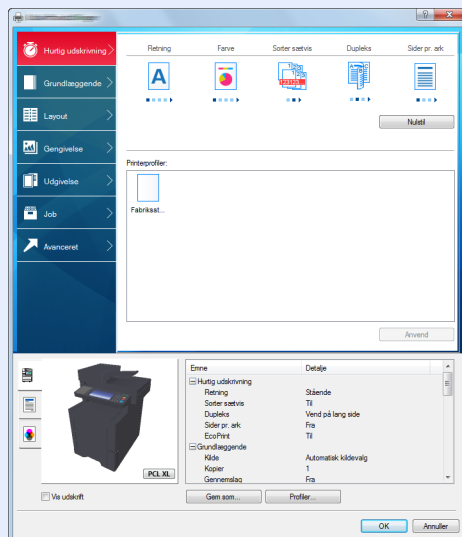 Hurtig udskrivning
Grundlæggende
Layout
Gengivelse
Udgivelse
Job
Avanceret
Retning Farve Sorter sætvis Dupleks Sider pr. ark
A
123123
ABC
Nulstil
Printerprofiler:
Fabriksst...
Anvend
PCL XL
Vis udskrift
Emne Detalje
Hurtig udskrivning
Retning Stående
Sorter sætvis Til
Dupleks Vend på lang side
Sider pr. ark Fra
EcoPrint Til
Grundlæggende
Kilde Automatisk kildevalg
Kopier 1
Gennemslag Fra
Gem som... Profiler...
OK Annuller